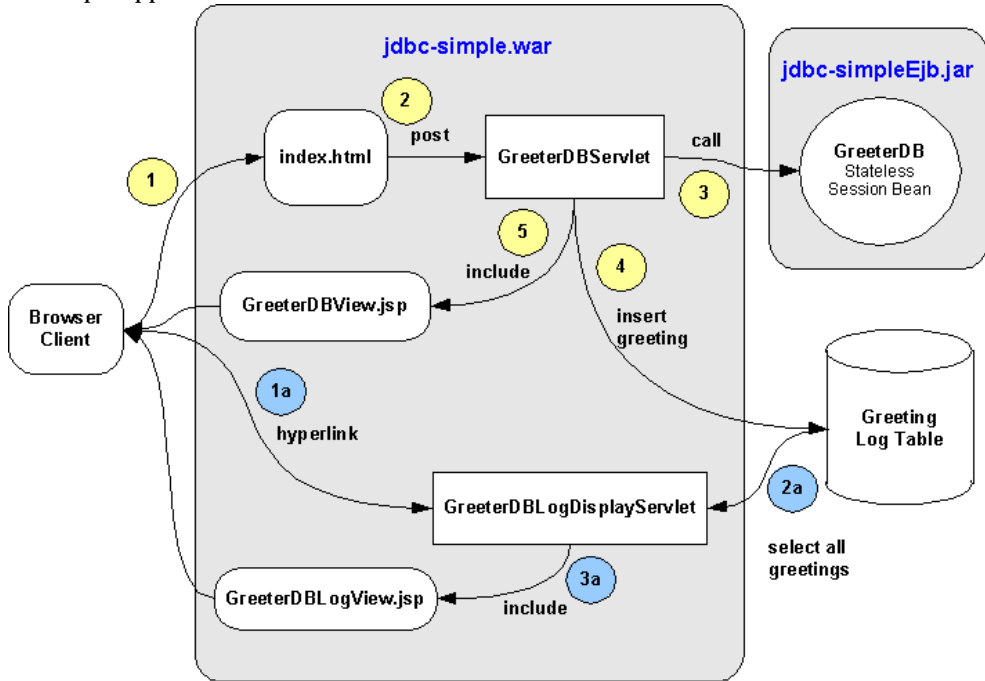 jdbc-simple.war
jdbc-simpleEjb.jar
2
post
index.html
GreeterDBServlet
call
GreeterDB
Stateless
Session Bean
1
3
5
include
4
GreeterDBView.jsp
insert
greeting
Browser
Client
1a
hyperlink
Greeting
Log Table
GreeterDBLogDisplayServlet
2a
select all
greetings
3a
include
GreeterDBLogView.jsp